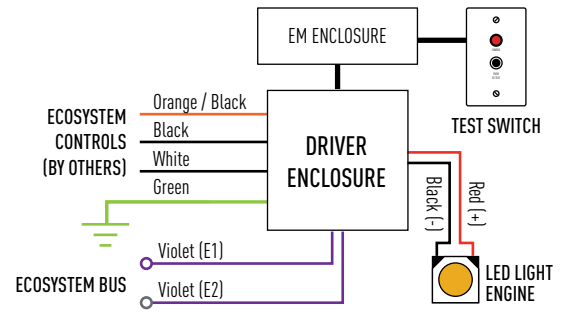 EM ENCLOSURE
TEST SWITCH
ECOSYSTEM
CONTROLS
(BY OTHERS)
Orange / Black
Black
White
Green
DRIVER
ENCLOSURE
Black (-)
Red (+)
Violet (E1)
Violet (E2)
ECOSYSTEM BUS
LED LIGHT
ENGINE